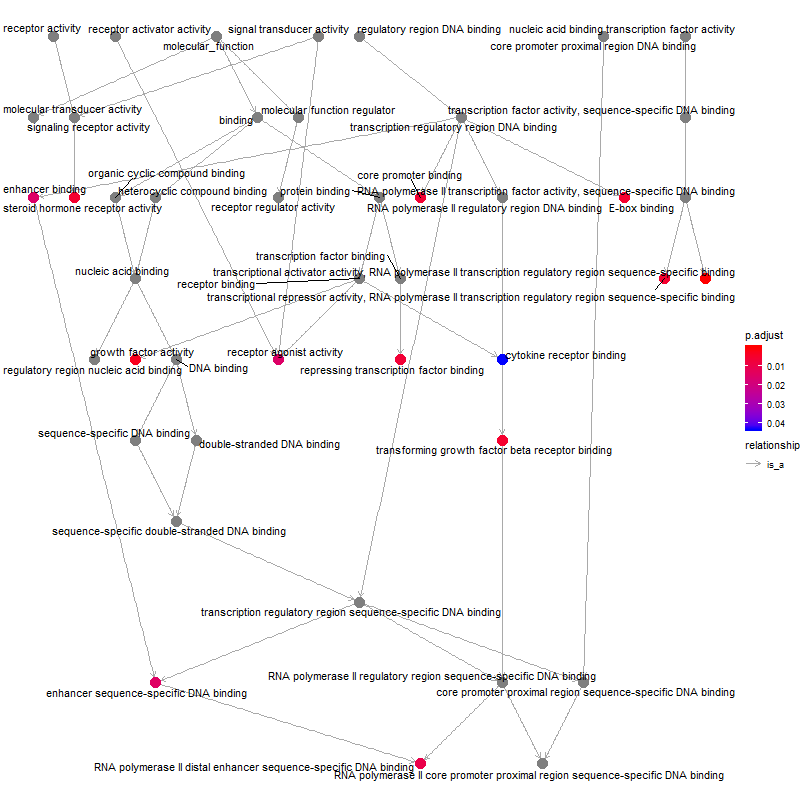 receptor activity
receptor activator activity
signal transducer activity
regulatory region DNA binding
nucleic acid binding transcription factor activity
molecular_function
core promoter proximal region DNA binding
molecular transducer activity
molecular function regulator
transcription factor activity, sequence-specific DNA binding
binding
signaling receptor activity
transcription regulatory region DNA binding
organic cyclic compound binding
core promoter binding
enhancer binding
heterocyclic compound binding
protein binding
RNA polymerase II transcription factor activity, sequence-specific DNA binding
steroid hormone receptor activity
receptor regulator activity
RNA polymerase II regulatory region DNA binding
E-box binding
transcription factor binding
nucleic acid binding
transcriptional activator activity, RNA polymerase II transcription regulatory region sequence-specific binding
receptor binding
transcriptional repressor activity, RNA polymerase II transcription regulatory region sequence-specific binding
p.adjust
0.01
0.02
0.03
0.04
growth factor activity
receptor agonist activity
cytokine receptor binding
regulatory region nucleic acid binding
DNA binding
repressing transcription factor binding
sequence-specific DNA binding
double-stranded DNA binding
transforming growth factor beta receptor binding
relationship
is_a
sequence-specific double-stranded DNA binding
transcription regulatory region sequence-specific DNA binding
RNA polymerase II regulatory region sequence-specific DNA binding
enhancer sequence-specific DNA binding
core promoter proximal region sequence-specific DNA binding
RNA polymerase II distal enhancer sequence-specific DNA binding
RNA polymerase II core promoter proximal region sequence-specific DNA binding